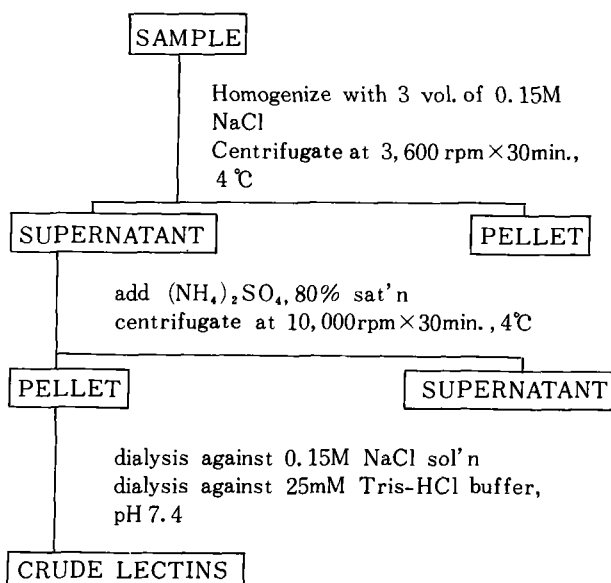 SAMPLE
Homogenize with 3 vol. of 0.15M
NaCl
Centrifugate at 3,600 rpm×30min.,
4℃
SUPERNATANT
PELLET
add (NH₄)₂SO₄, 80% sat'n
centrifugate at 10,000rpm×30min., 4℃
PELLET
SUPERNATANT
dialysis against 0.15M NaCl sol'n
dialysis against 25mM Tris-HCl buffer,
pH 7.4
CRUDE LECTINS